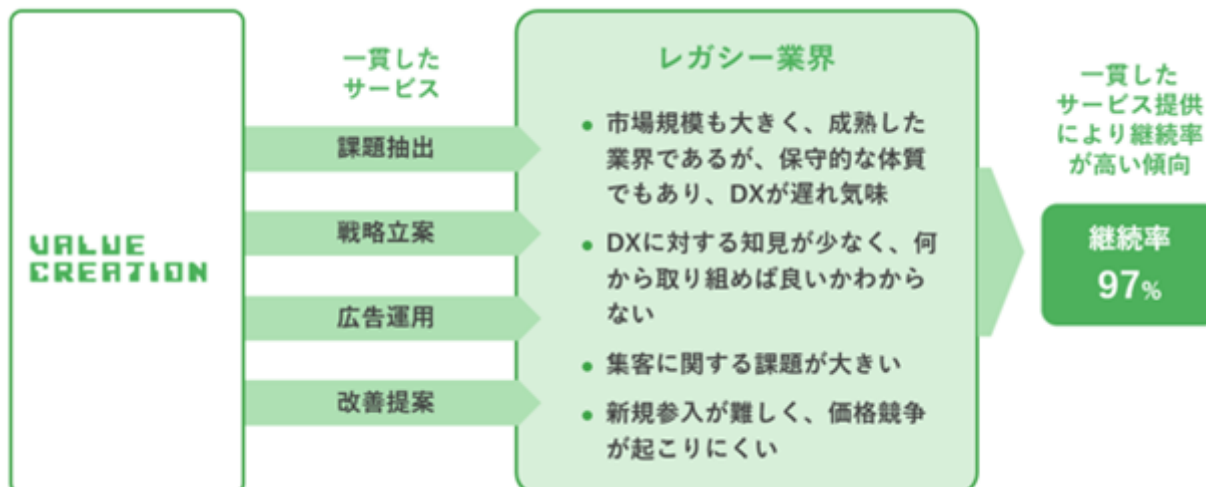 VALUE
CREATION
一貫した
サービス
課題抽出
戦略立案
広告運用
改善提案
レガシー業界
• 市場規模も大きく、成熟した
業界であるが、保守的な体質
でもあり、DXが遅れ気味
• DXに対する知見が少なく、何
から取り組めば良いかわから
ない
• 集客に関する課題が大きい
• 新規参入が難しく、価格競争
が起こりにくい
一貫した
サービス提供
により継続率
が高い傾向
継続率
97%